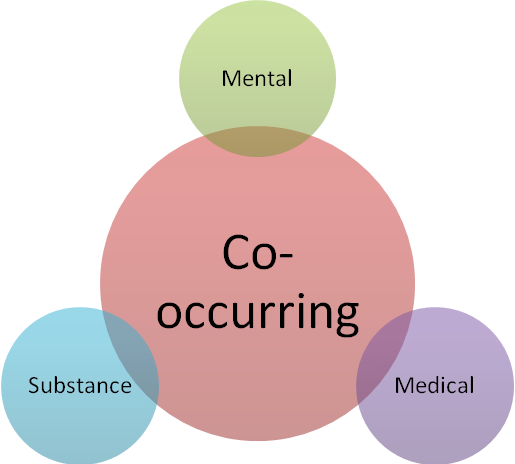 Mental
Co-
occurring
Substance
Medical